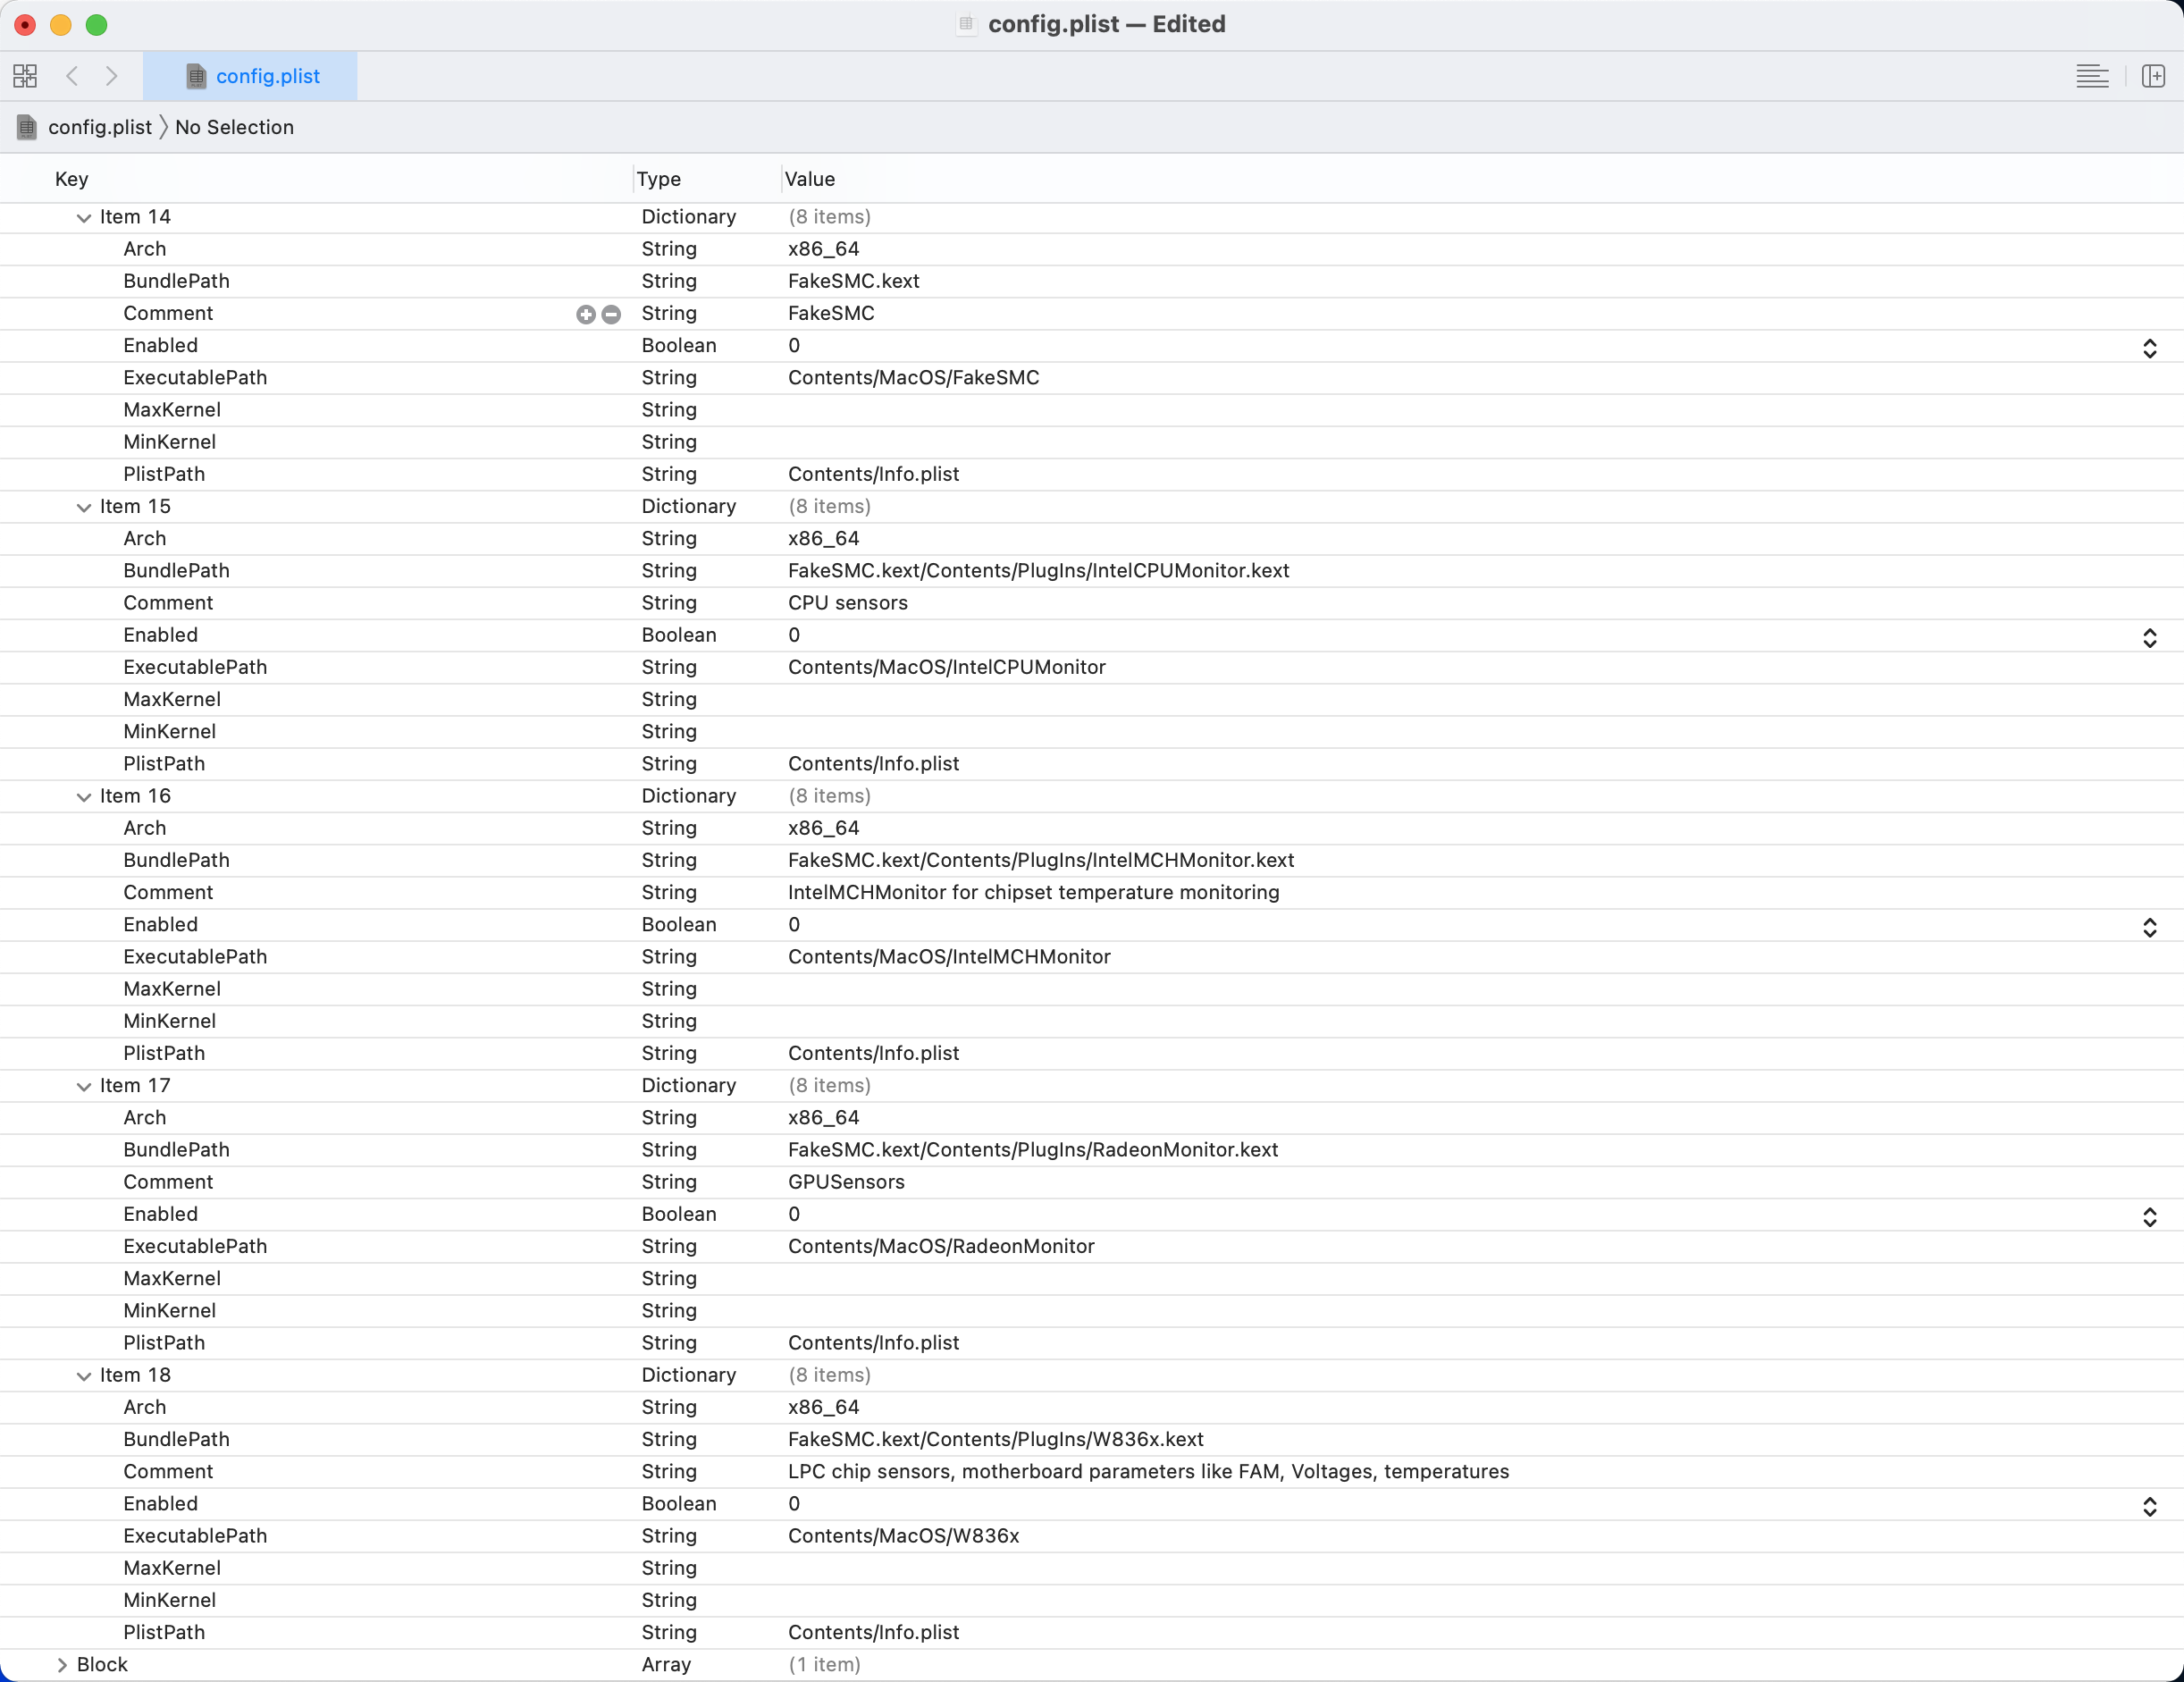 config.plist — Edited
config.plist
config.plist 〉 No Selection
Key Type Value
Item 14 Dictionary (8 items)
Arch String x86_64
BundlePath String FakeSMC.kext
Comment String FakeSMC
Enabled Boolean 0
ExecutablePath String Contents/MacOS/FakeSMC
MaxKernel String
MinKernel String
PlistPath String Contents/Info.plist
Item 15 Dictionary (8 items)
Arch String x86_64
BundlePath String FakeSMC.kext/Contents/PlugIns/IntelCPUMonitor.kext
Comment String CPU sensors
Enabled Boolean 0
ExecutablePath String Contents/MacOS/IntelCPUMonitor
MaxKernel String
MinKernel String
PlistPath String Contents/Info.plist
Item 16 Dictionary (8 items)
Arch String x86_64
BundlePath String FakeSMC.kext/Contents/PlugIns/IntelMCHMonitor.kext
Comment String IntelMCHMonitor for chipset temperature monitoring
Enabled Boolean 0
ExecutablePath String Contents/MacOS/IntelMCHMonitor
MaxKernel String
MinKernel String
PlistPath String Contents/Info.plist
Item 17 Dictionary (8 items)
Arch String x86_64
BundlePath String FakeSMC.kext/Contents/PlugIns/RadeonMonitor.kext
Comment String GPUSensors
Enabled Boolean 0
ExecutablePath String Contents/MacOS/RadeonMonitor
MaxKernel String
MinKernel String
PlistPath String Contents/Info.plist
Item 18 Dictionary (8 items)
Arch String x86_64
BundlePath String FakeSMC.kext/Contents/PlugIns/W836x.kext
Comment String LPC chip sensors, motherboard parameters like FAM, Voltages, temperatures
Enabled Boolean 0
ExecutablePath String Contents/MacOS/W836x
MaxKernel String
MinKernel String
PlistPath String Contents/Info.plist
Block Array (1 item)